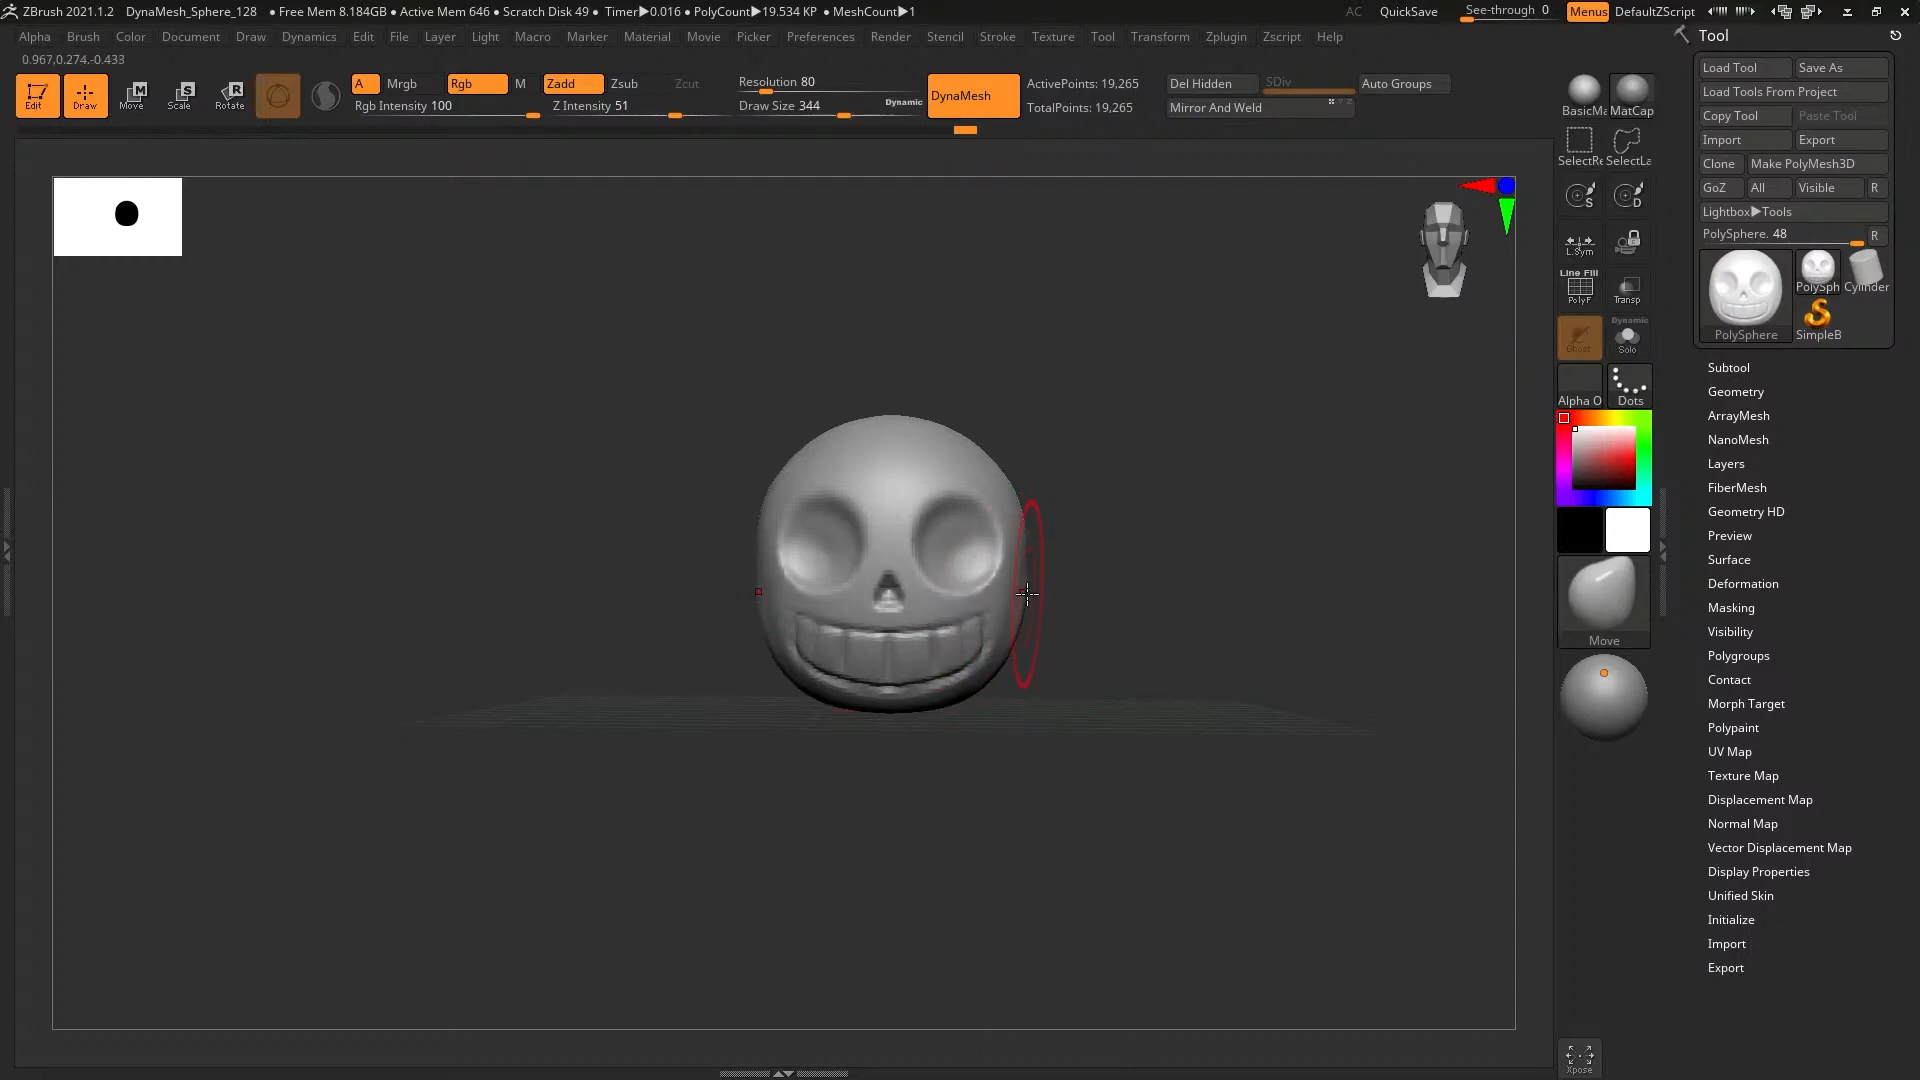 ZBrush 2021.1.2 DynaMesh_Sphere_128 ● Free Mem 8.184GB ● Active Mem 646 ● Scratch Disk 49 ● Timer▶0.016 ● PolyCount▶19.534 KP ● MeshCount▶1 AC QuickSave See-through 0 Menus DefaultZScript
Alpha Brush Color Document Draw Dynamics Edit File Layer Light Macro Marker Material Movie Picker Preferences Render Stencil Stroke Texture Tool Transform Zplugin Zscript Help
0.967,0.274,-0.433
Edit Draw Move Scale Rotate
A Mrgb Rgb M Zadd Zsub Zcut
Rgb Intensity 100 Z Intensity 51
Resolution 80
Draw Size 344 Dynamic
DynaMesh
ActivePoints: 19,265
TotalPoints: 19,265
Del Hidden SDiv Auto Groups
Mirror And Weld
BasicMa MatCap
SelectRe SelectLa
S D
L.Sym
Line Fill
PolyF Transp
Dynamic
Ghost Solo
Alpha O Dots
Move
Xpose
Tool
Load Tool Save As
Load Tools From Project
Copy Tool Paste Tool
Import Export
Clone Make PolyMesh3D
GoZ All Visible R
Lightbox▶Tools
PolySphere. 48 R
PolySph Cylinder
PolySphere SimpleB
Subtool
Geometry
ArrayMesh
NanoMesh
Layers
FiberMesh
Geometry HD
Preview
Surface
Deformation
Masking
Visibility
Polygroups
Contact
Morph Target
Polypaint
UV Map
Texture Map
Displacement Map
Normal Map
Vector Displacement Map
Display Properties
Unified Skin
Initialize
Import
Export